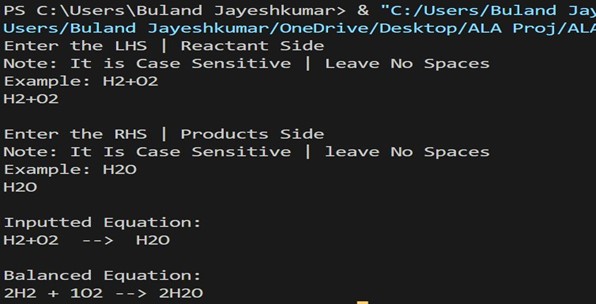 PS C:\Users\Buland Jayeshkumar> & "C:/Users/Buland Jay
Users/Buland Jayeshkumar/OneDrive/Desktop/ALA Proj/ALA
Enter the LHS | Reactant Side
Note: It is Case Sensitive | Leave No Spaces
Example: H2+O2
H2+O2
Enter the RHS | Products Side
Note: It Is Case Sensitive | leave No Spaces
Example: H2O
H2O
Inputted Equation:
H2+O2  -->  H2O
Balanced Equation:
2H2 + 1O2 --> 2H2O